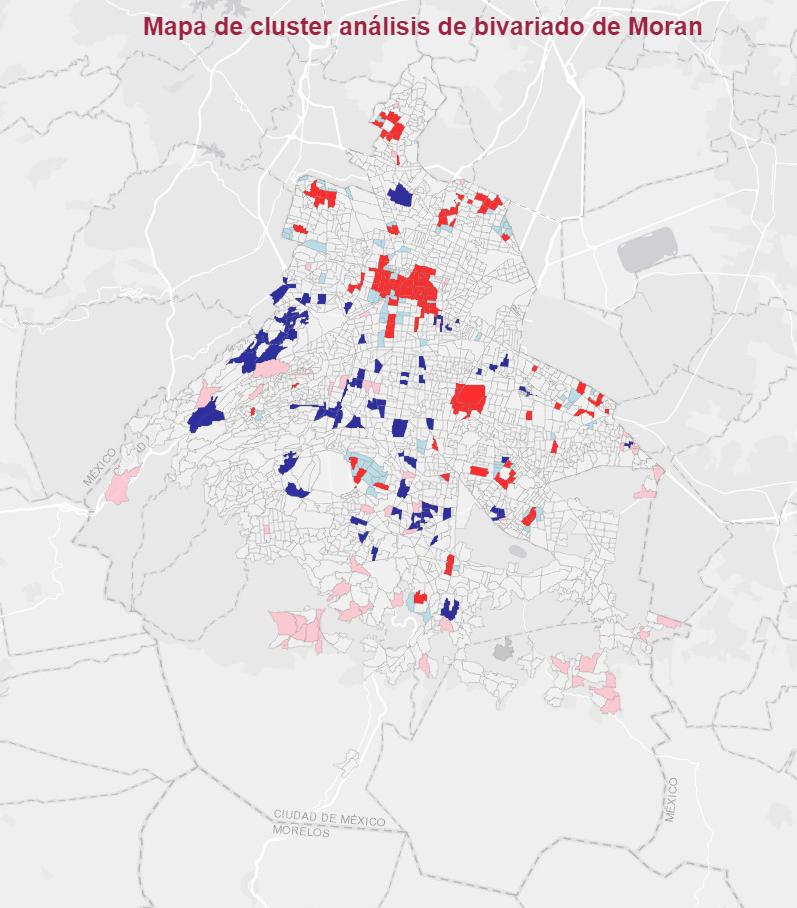 Mapa de cluster análisis de bivariado de Moran
MÉXICO
CIUDAD DE MÉXICO
MORELOS
MÉXICO